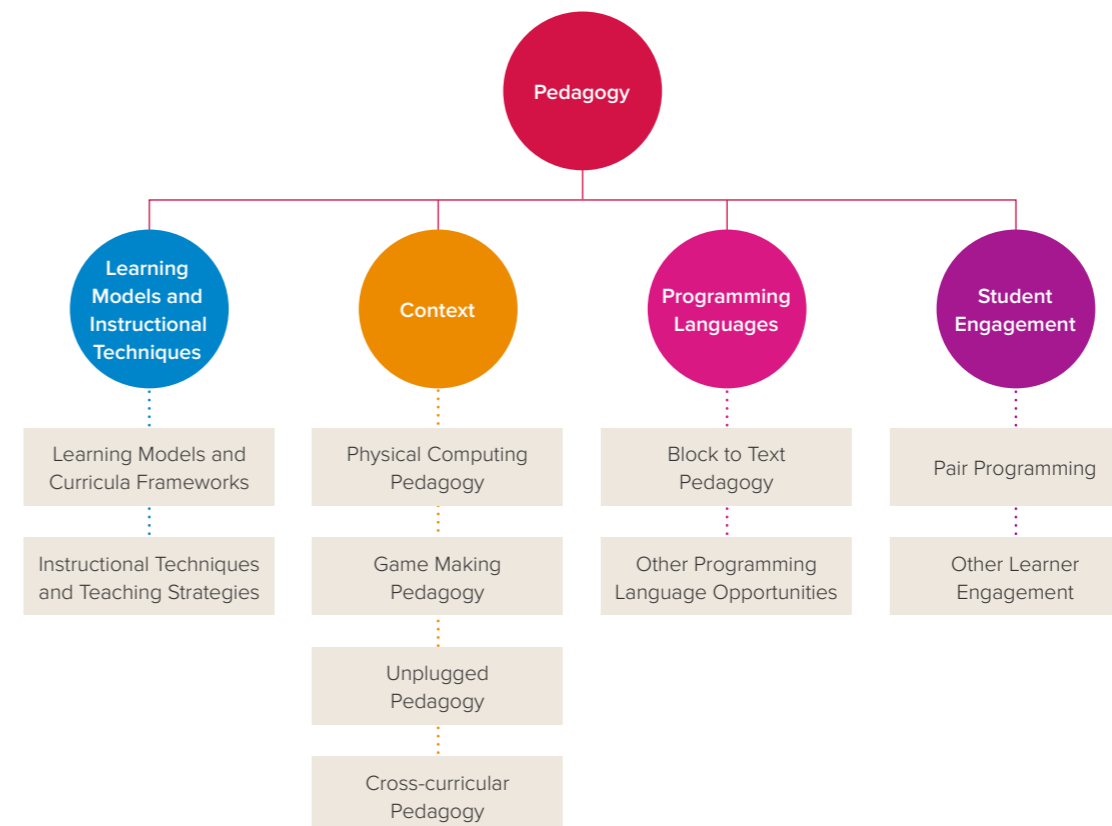 Pedagogy
Learning
Models and
Instructional
Techniques
Context
Programming
Languages
Student
Engagement
Learning Models and
Curricula Frameworks
Instructional Techniques
and Teaching Strategies
Physical Computing
Pedagogy
Game Making
Pedagogy
Unplugged
Pedagogy
Cross-curricular
Pedagogy
Block to Text
Pedagogy
Other Programming
Language Opportunities
Pair Programming
Other Learner
Engagement